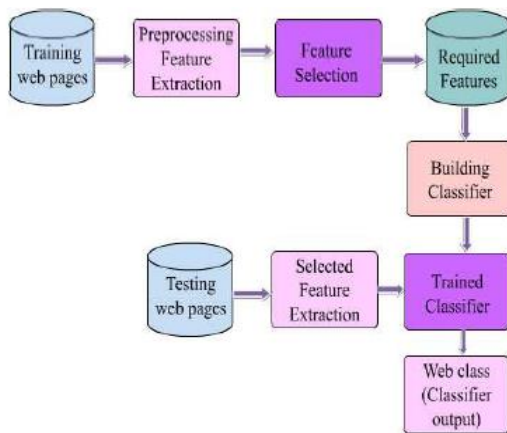 Training
web pages
Preprocessing
Feature
Extraction
Feature
Selection
Required
Features
Building
Classifier
Testing
web pages
Selected
Feature
Extraction
Trained
Classifier
Web class
(Classifier
output)